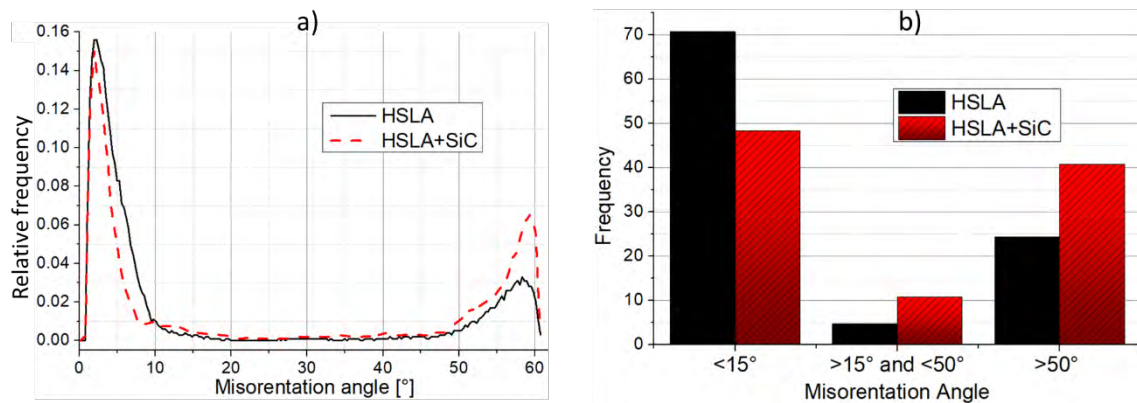 a)
Relative frequency
0.16
0.14
0.12
0.10
0.08
0.06
0.04
0.02
0.00
HSLA
HSLA+SiC
0 10 20 30 40 50 60
Misorentation angle [°]
b)
Frequency
70
60
50
40
30
20
10
0
HSLA
HSLA+SiC
<15° >15° and <50° >50°
Misorentation Angle